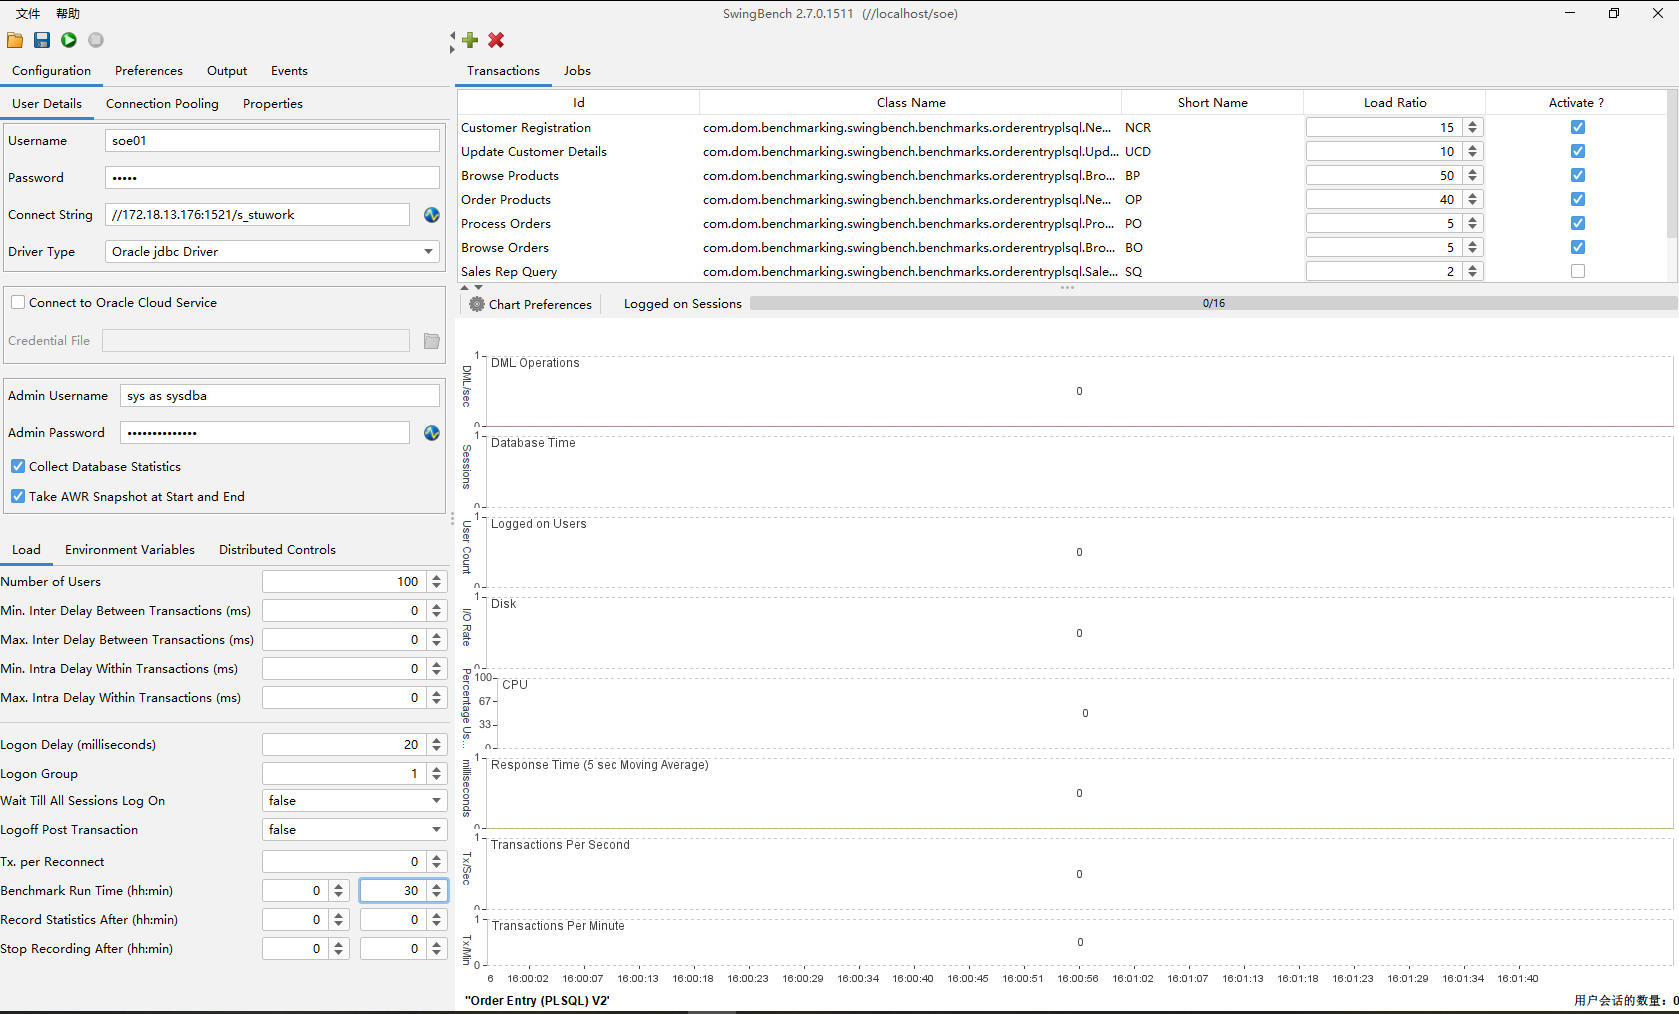 文件 帮助
SwingBench 2.7.0.1511 (//localhost/soe)
Configuration Preferences Output Events
User Details Connection Pooling Properties
Username soe01
Password •••••
Connect String //172.18.13.176:1521/s_stuwork
Driver Type Oracle jdbc Driver
Connect to Oracle Cloud Service
Credential File
Admin Username sys as sysdba
Admin Password ••••••••••••••
Collect Database Statistics
Take AWR Snapshot at Start and End
Load Environment Variables Distributed Controls
Number of Users 100
Min. Inter Delay Between Transactions (ms) 0
Max. Inter Delay Between Transactions (ms) 0
Min. Intra Delay Within Transactions (ms) 0
Max. Intra Delay Within Transactions (ms) 0
Logon Delay (milliseconds) 20
Logon Group 1
Wait Till All Sessions Log On false
Logoff Post Transaction false
Tx. per Reconnect 0
Benchmark Run Time (hh:min) 0 30
Record Statistics After (hh:min) 0 0
Stop Recording After (hh:min) 0 0
Transactions Jobs
Id Class Name Short Name Load Ratio Activate ?
Customer Registration com.dom.benchmarking.swingbench.benchmarks.orderentryplsql.Ne... NCR 15
Update Customer Details com.dom.benchmarking.swingbench.benchmarks.orderentryplsql.Upd... UCD 10
Browse Products com.dom.benchmarking.swingbench.benchmarks.orderentryplsql.Bro... BP 50
Order Products com.dom.benchmarking.swingbench.benchmarks.orderentryplsql.Ne... OP 40
Process Orders com.dom.benchmarking.swingbench.benchmarks.orderentryplsql.Pro... PO 5
Browse Orders com.dom.benchmarking.swingbench.benchmarks.orderentryplsql.Bro... BO 5
Sales Rep Query com.dom.benchmarking.swingbench.benchmarks.orderentryplsql.Sale... SQ 2
Chart Preferences Logged on Sessions 0/16
DML/sec 1 0 DML Operations 0
Sessions 1 0 Database Time
User Count 1 0 Logged on Users 0
I/O Rate 1 0 Disk 0
Percentage Us... 100 67 33 0 CPU 0
milliseconds 1 0 Response Time (5 sec Moving Average) 0
Tx/Sec 1 0 Transactions Per Second 0
Tx/Min 1 0 Transactions Per Minute 0
6 16:00:02 16:00:07 16:00:13 16:00:18 16:00:23 16:00:29 16:00:34 16:00:40 16:00:45 16:00:51 16:00:56 16:01:02 16:01:07 16:01:13 16:01:18 16:01:23 16:01:29 16:01:34 16:01:40
"Order Entry (PLSQL) V2'
用户会话的数量：0